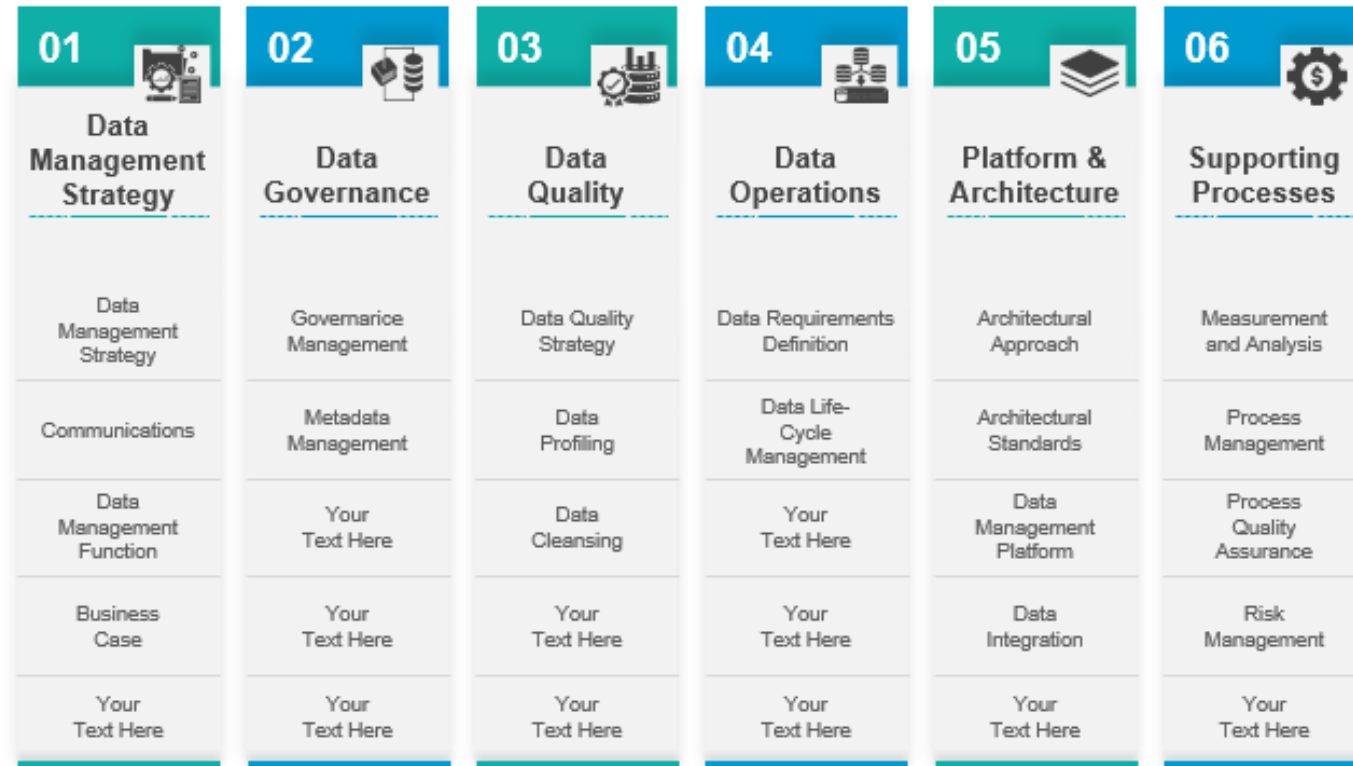 01
Data
Management
Strategy
Data
Management
Strategy
Communications
Data
Management
Function
Business
Case
Your
Text Here
02
Data
Governance
Governarice
Management
Metadata
Management
Your
Text Here
Your
Text Here
Your
Text Here
03
Data
Quality
Data Quality
Strategy
Data
Profiling
Data
Cleansing
Your
Text Here
Your
Text Here
04
Data
Operations
Data Requirements
Definition
Data Life-
Cycle
Management
Your
Text Here
Your
Text Here
Your
Text Here
05
Platform &
Architecture
Architectural
Approach
Architectural
Standards
Data
Management
Platform
Data
Integration
Your
Text Here
06
Supporting
Processes
Measurement
and Analysis
Process
Management
Process
Quality
Assurance
Risk
Management
Your
Text Here